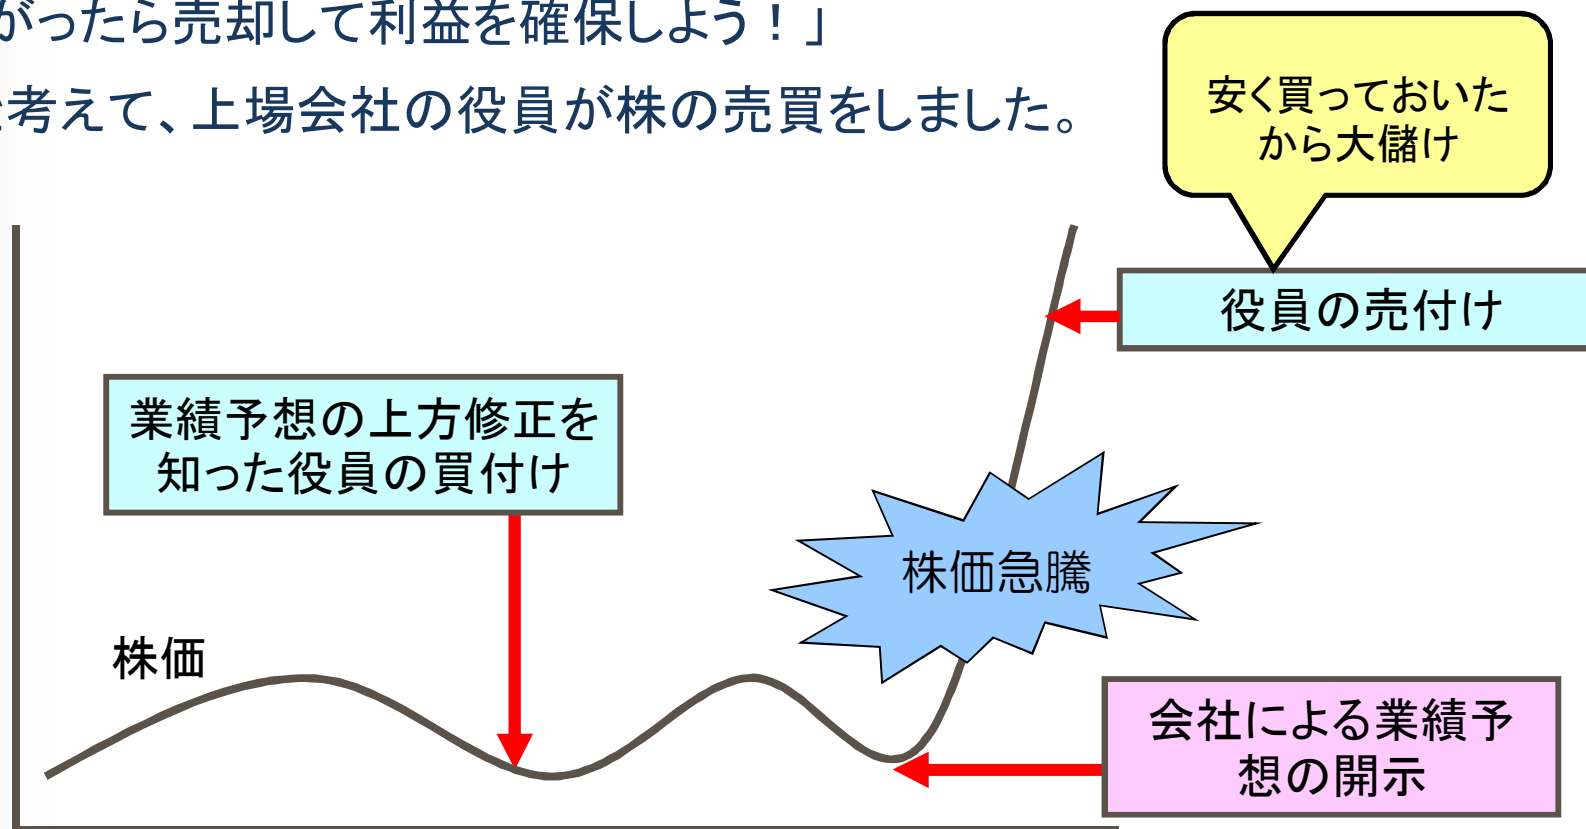 がったら売却して利益を確保しよう！」
考えて、上場会社の役員が株の売買をしました。
安く買っておいた
から大儲け
役員の売付け
業績予想の上方修正を
知った役員の買付け
株価急騰
株価
会社による業績予
想の開示